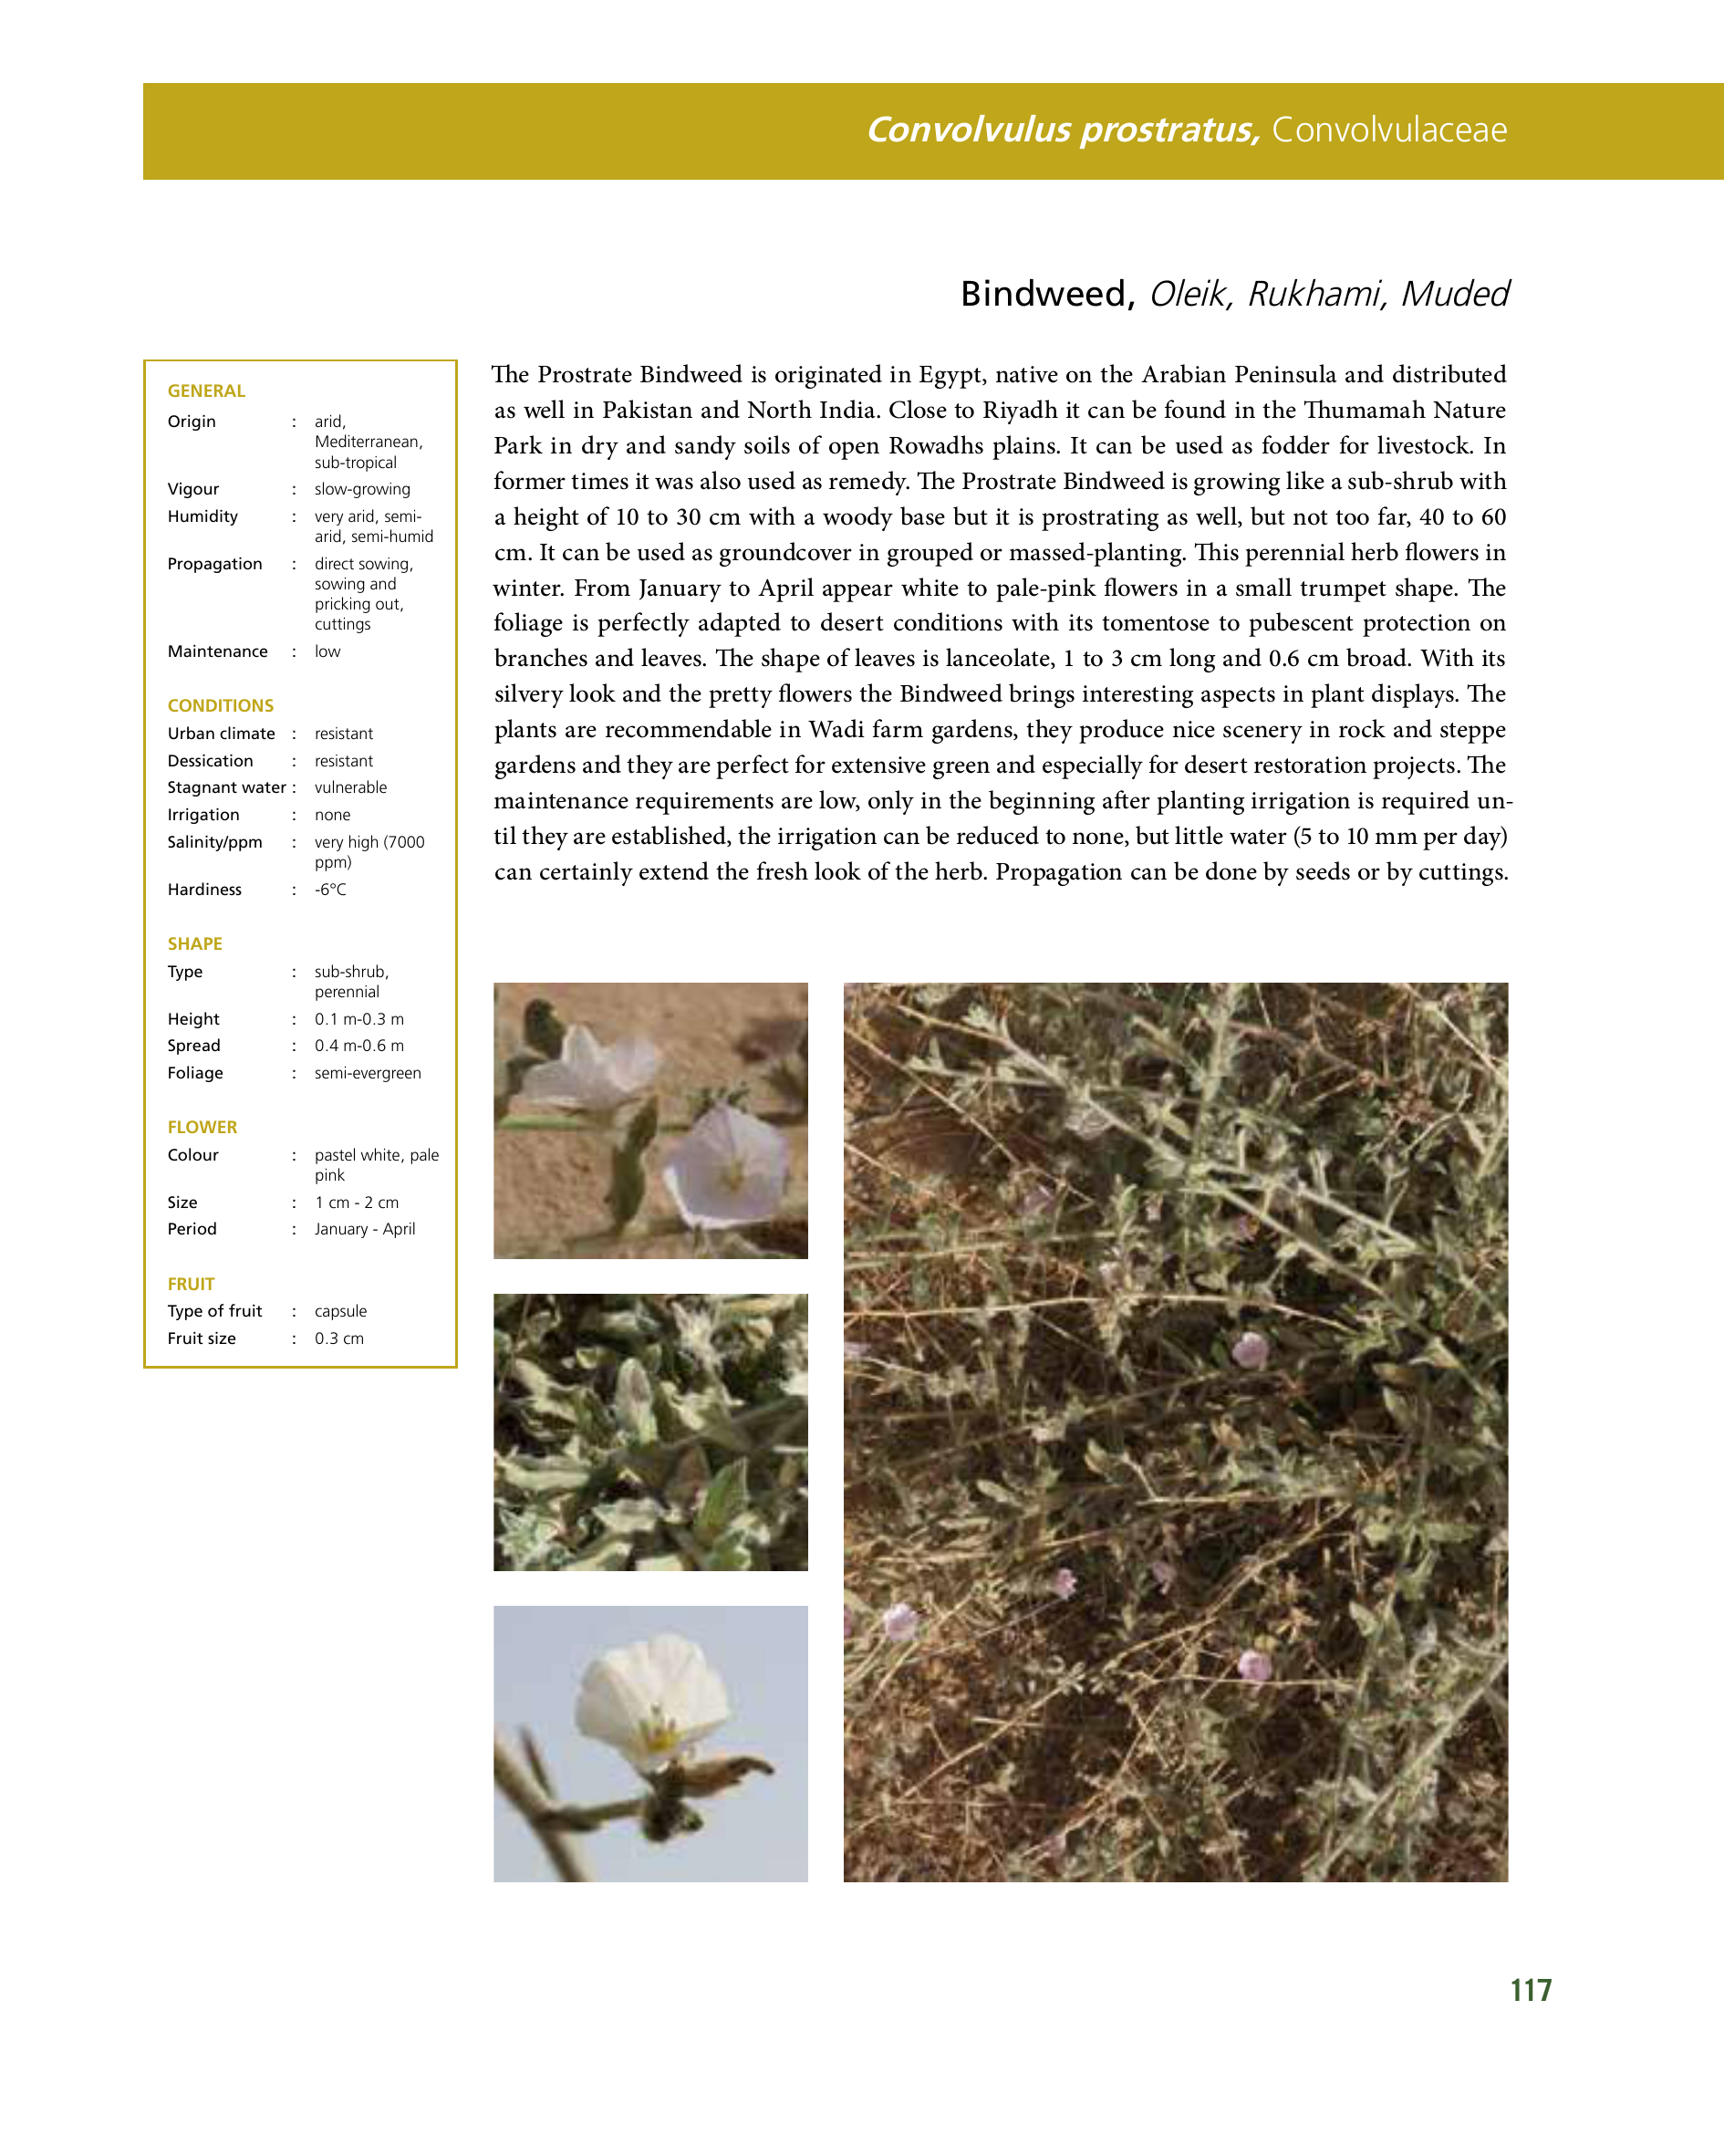 Convolvulus prostratus, Convolvulaceae
Bindweed, Oleik, Rukhami, Muded
GENERAL
Origin : arid,
Mediterranean,
sub-tropical
Vigour : slow-growing
Humidity : very arid, semi-
arid, semi-humid
Propagation : direct sowing,
sowing and
pricking out,
cuttings
Maintenance : low
CONDITIONS
Urban climate : resistant
Dessication : resistant
Stagnant water : vulnerable
Irrigation : none
Salinity/ppm : very high (7000
ppm)
Hardiness : -6°C
SHAPE
Type : sub-shrub,
perennial
Height : 0.1 m-0.3 m
Spread : 0.4 m-0.6 m
Foliage : semi-evergreen
FLOWER
Colour : pastel white, pale
pink
Size : 1 cm - 2 cm
Period : January - April
FRUIT
Type of fruit : capsule
Fruit size : 0.3 cm
The Prostrate Bindweed is originated in Egypt, native on the Arabian Peninsula and distributed
as well in Pakistan and North India. Close to Riyadh it can be found in the Thumamah Nature
Park in dry and sandy soils of open Rowadhs plains. It can be used as fodder for livestock. In
former times it was also used as remedy. The Prostrate Bindweed is growing like a sub-shrub with
a height of 10 to 30 cm with a woody base but it is prostrating as well, but not too far, 40 to 60
cm. It can be used as groundcover in grouped or massed-planting. This perennial herb flowers in
winter. From January to April appear white to pale-pink flowers in a small trumpet shape. The
foliage is perfectly adapted to desert conditions with its tomentose to pubescent protection on
branches and leaves. The shape of leaves is lanceolate, 1 to 3 cm long and 0.6 cm broad. With its
silvery look and the pretty flowers the Bindweed brings interesting aspects in plant displays. The
plants are recommendable in Wadi farm gardens, they produce nice scenery in rock and steppe
gardens and they are perfect for extensive green and especially for desert restoration projects. The
maintenance requirements are low, only in the beginning after planting irrigation is required un-
til they are established, the irrigation can be reduced to none, but little water (5 to 10 mm per day)
can certainly extend the fresh look of the herb. Propagation can be done by seeds or by cuttings.
117